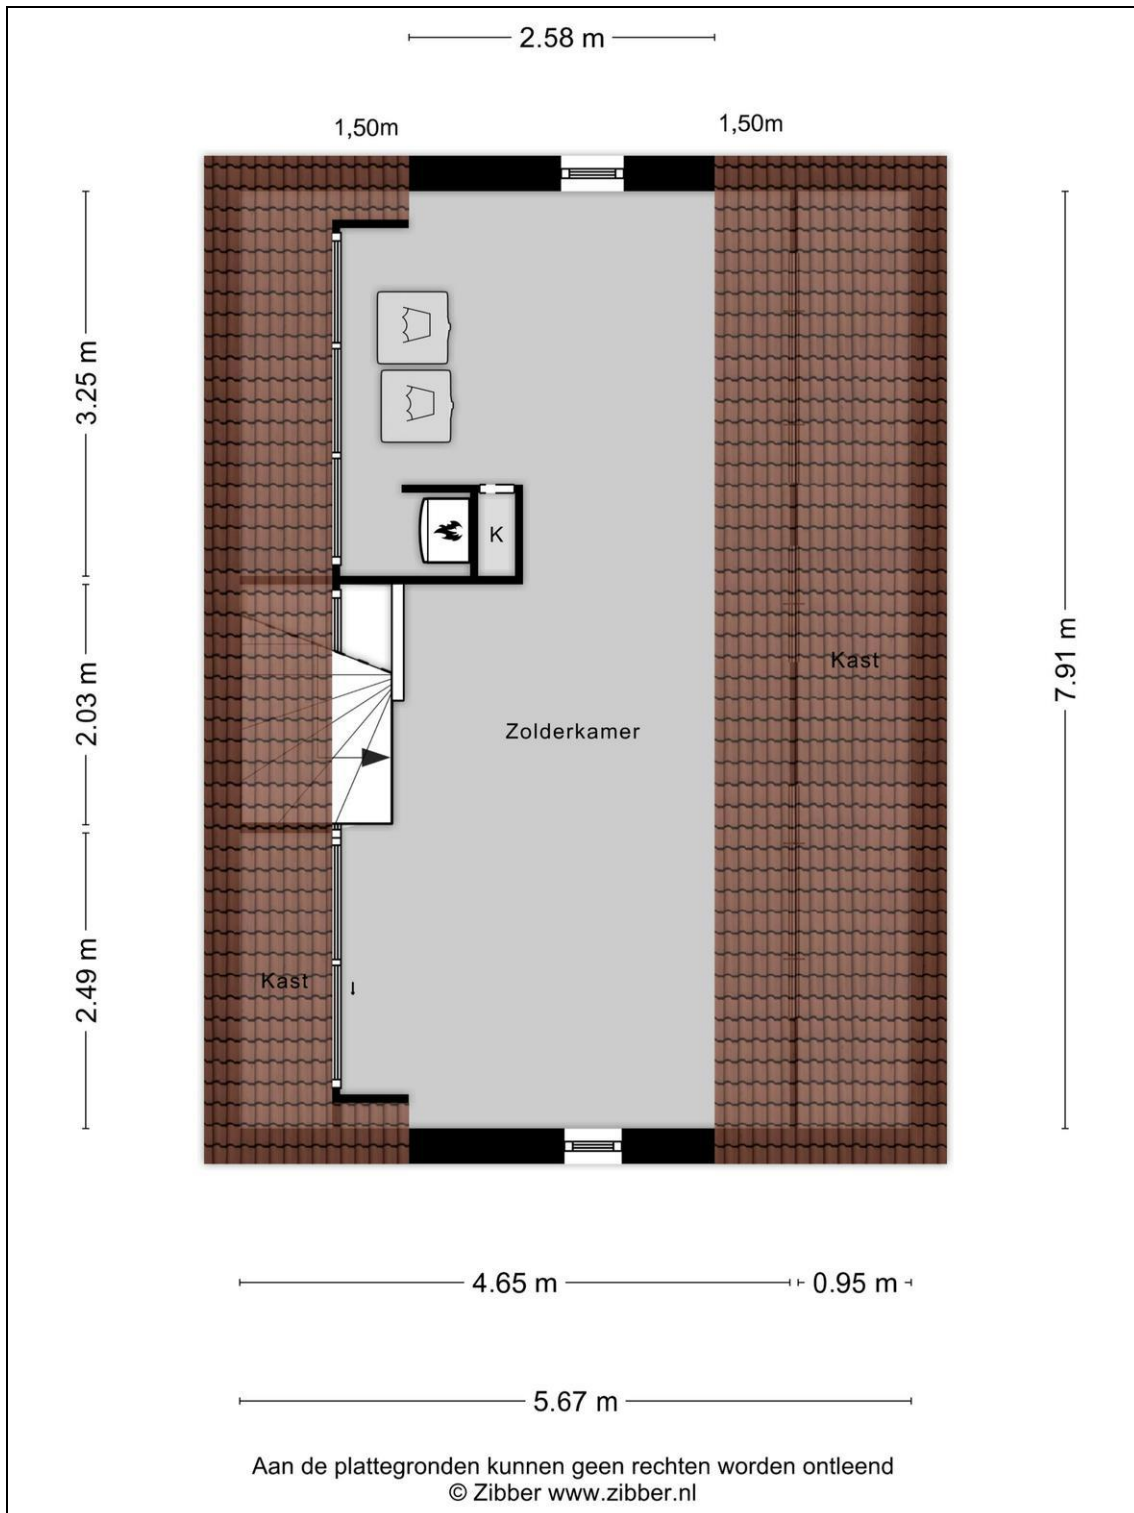 2.58 m
1,50m
1,50m
3.25 m
K
2.03 m
7.91 m
Kast
Zolderkamer
2.49 m
Kast
4.65 m
0.95 m
5.67 m
Aan de plattegronden kunnen geen rechten worden ontleend
© Zibber www.zibber.nl